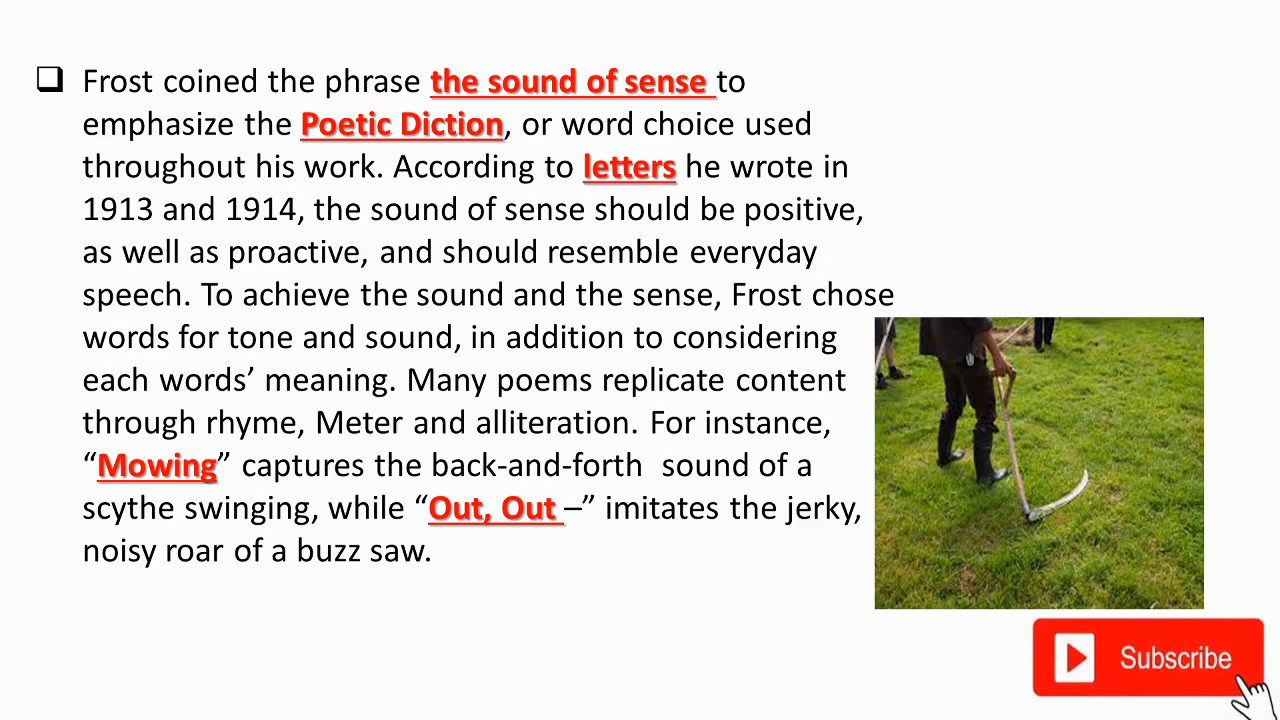 ❑ Frost coined the phrase the sound of sense to
emphasize the Poetic Diction, or word choice used
throughout his work. According to letters he wrote in
1913 and 1914, the sound of sense should be positive,
as well as proactive, and should resemble everyday
speech. To achieve the sound and the sense, Frost chose
words for tone and sound, in addition to considering
each words’ meaning. Many poems replicate content
through rhyme, Meter and alliteration. For instance,
“Mowing” captures the back-and-forth  sound of a
scythe swinging, while “Out, Out –” imitates the jerky,
noisy roar of a buzz saw.
Subscribe